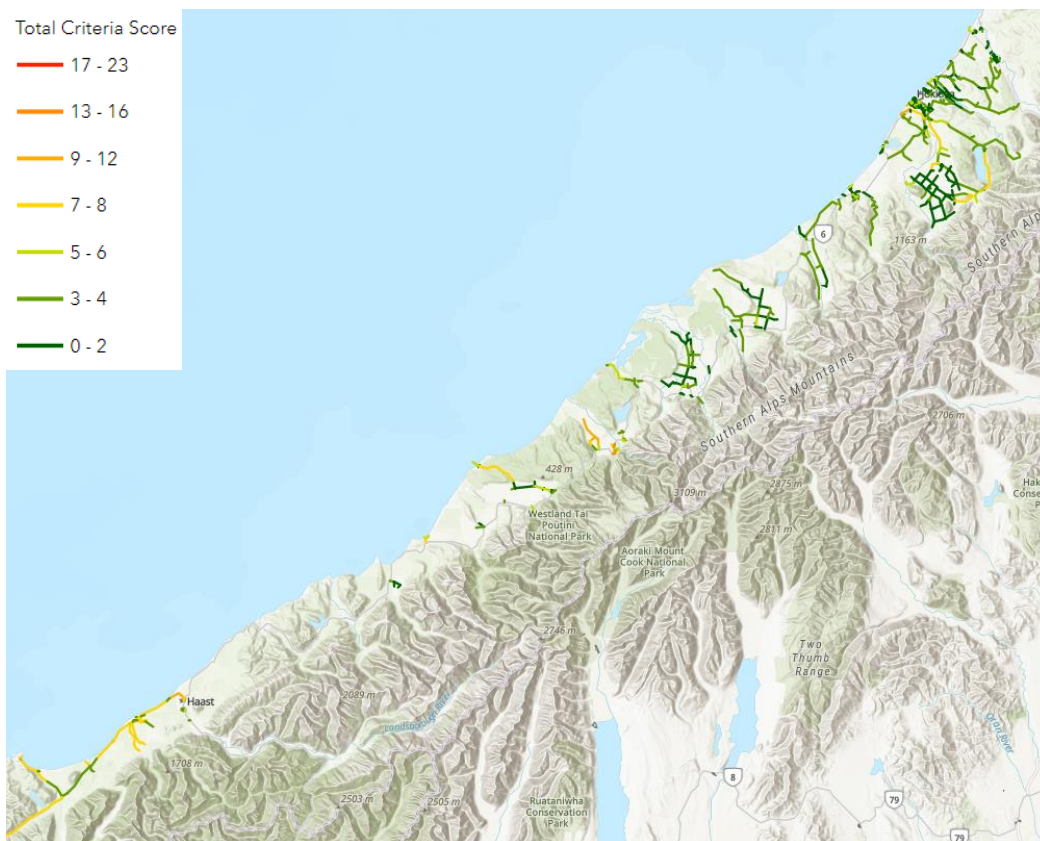 Total Criteria Score
17 - 23
13 - 16
9 - 12
7 - 8
5 - 6
3 - 4
0 - 2
6
1163 m
Southern Alps
Southern Alps Mountains
2706 m
428 m
2875 m
3109 m
2811 m
Westland Tai
Poutini
National Park
Aoraki Mount
Cook National
Park
2746 m
Two
Thumb
Range
2089 m
Haast
Landsborough River
1708 m
2503 m
2505 m
Ruataniwha
Conservation
Park
8
79
79